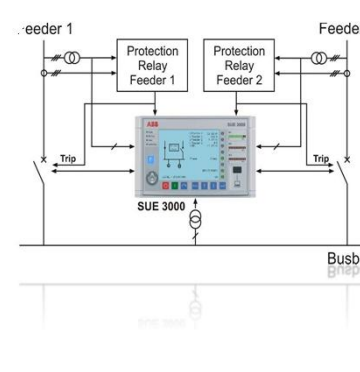 eeder 1
Feede
Protection
Relay
Feeder 1
Protection
Relay
Feeder 2
ABB
SUE 3000
Trip
Trip
SUE 3000
Busb